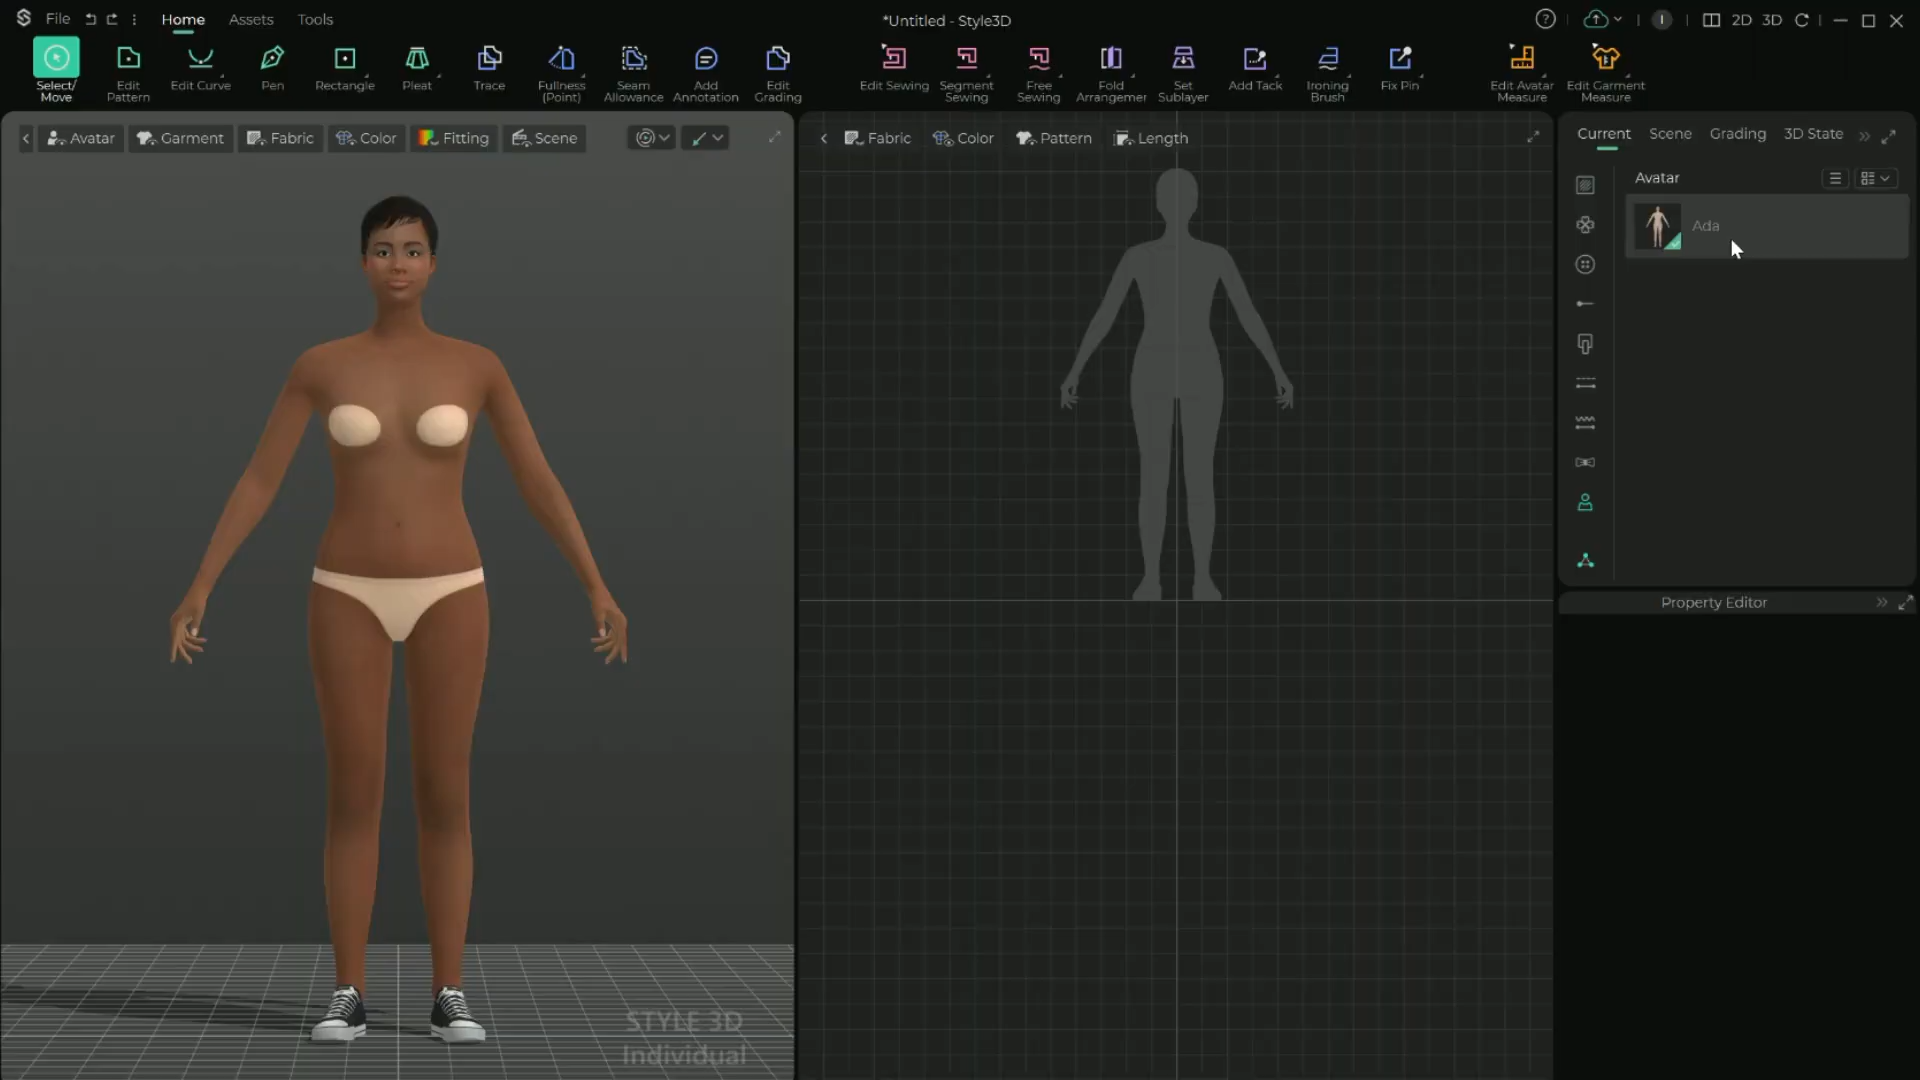 File
Home
Assets
Tools
*Untitled - Style3D
2D
3D
Select/
Move
Edit
Pattern
Edit Curve
Pen
Rectangle
Pleat
Trace
Fullness
(Point)
Seam
Allowance
Add
Annotation
Edit
Grading
Edit Sewing
Segment
Sewing
Free
Sewing
Fold
Arrangemer
Set
Sublayer
Add Tack
Ironing
Brush
Fix Pin
Edit Avatar
Measure
Edit Garment
Measure
Avatar
Garment
Fabric
Color
Fitting
Scene
Fabric
Color
Pattern
Length
Current
Scene
Grading
3D State
Avatar
Ada
Property Editor
STYLE 3D
Individual